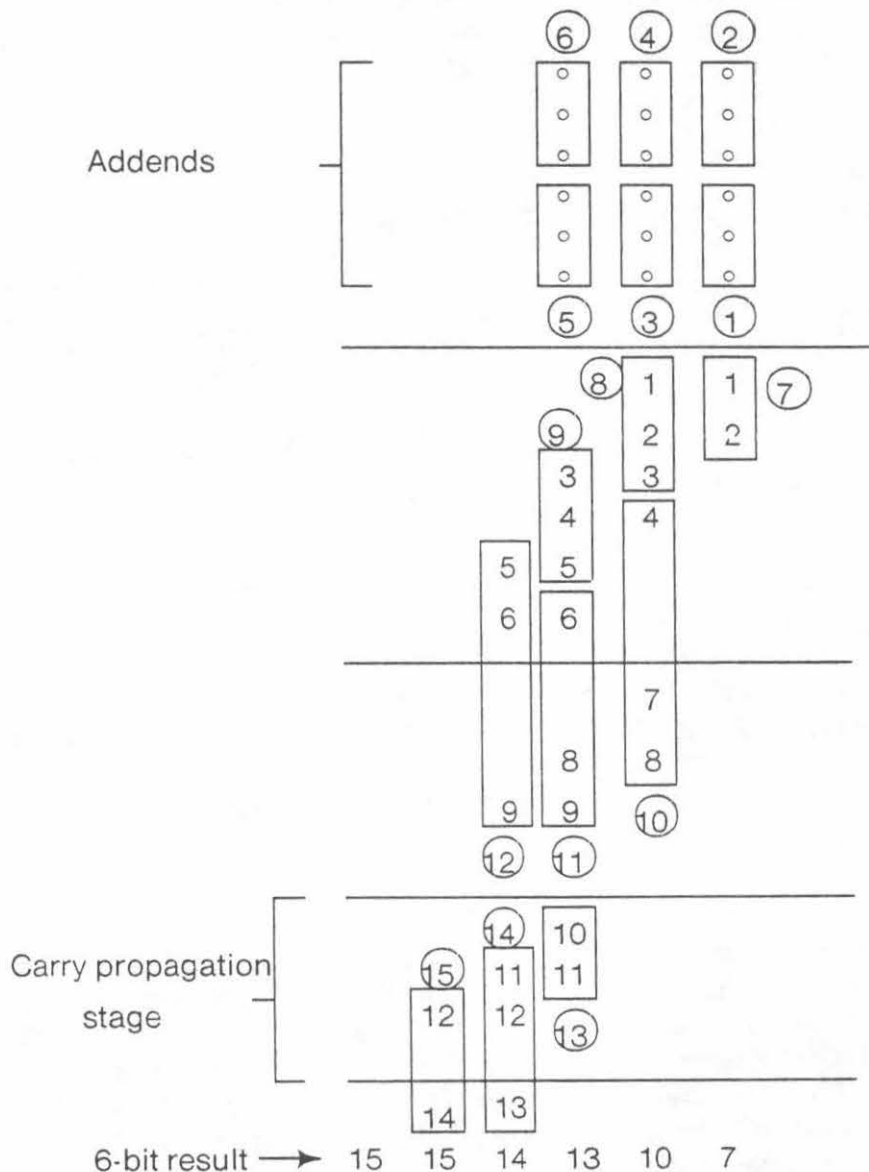 6 4 2
Addends
5 3 1
8 1 1 7
9 2 2
3 3
4 4
5 5
6 6
7
8 8
9 9 10
12 11
14 10
Carry propagation 15 11 11
stage 12 12 13
14 13
6-bit result → 15 15 14 13 10 7